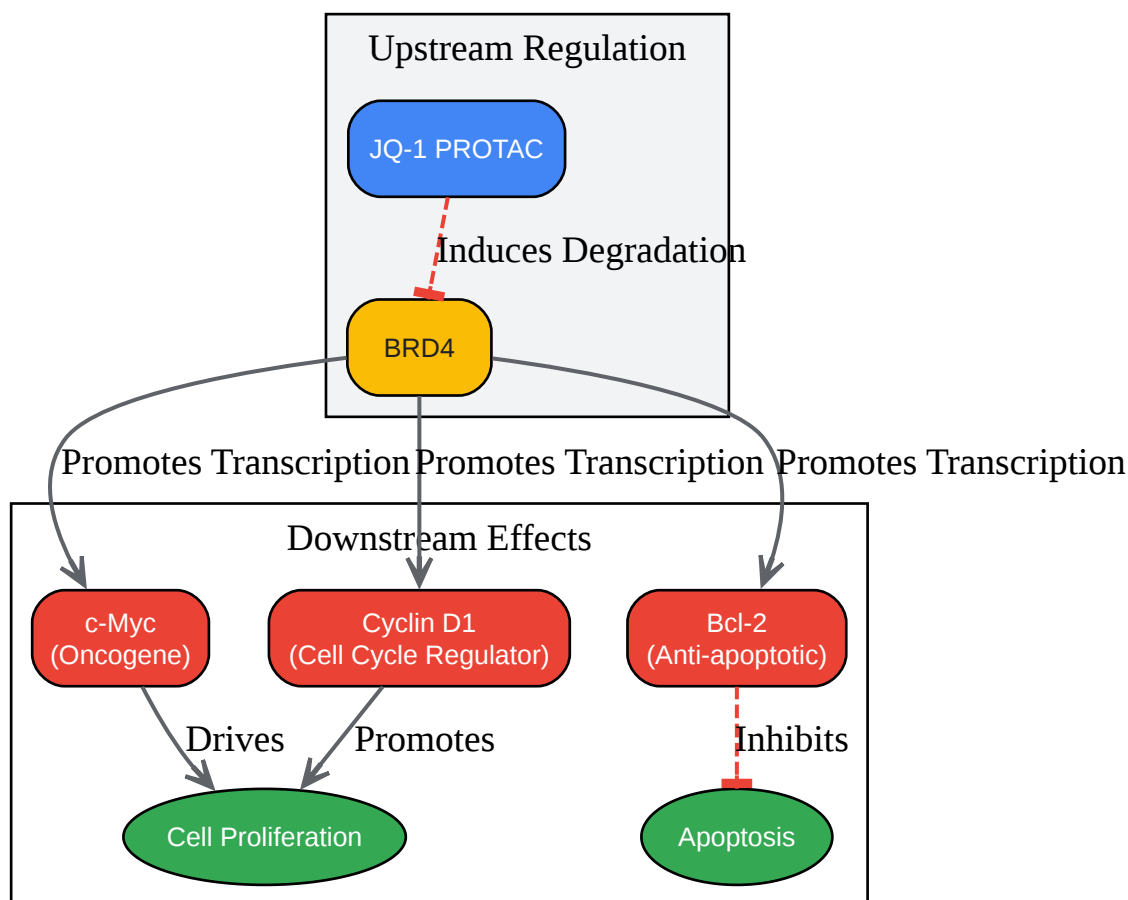 Upstream Regulation
JQ-1 PROTAC
Induces Degradation
BRD4
Promotes Transcription
Promotes Transcription
Promotes Transcription
Downstream Effects
c-Myc
(Oncogene)
Cyclin D1
(Cell Cycle Regulator)
Bcl-2
(Anti-apoptotic)
Drives
Promotes
Inhibits
Cell Proliferation
Apoptosis